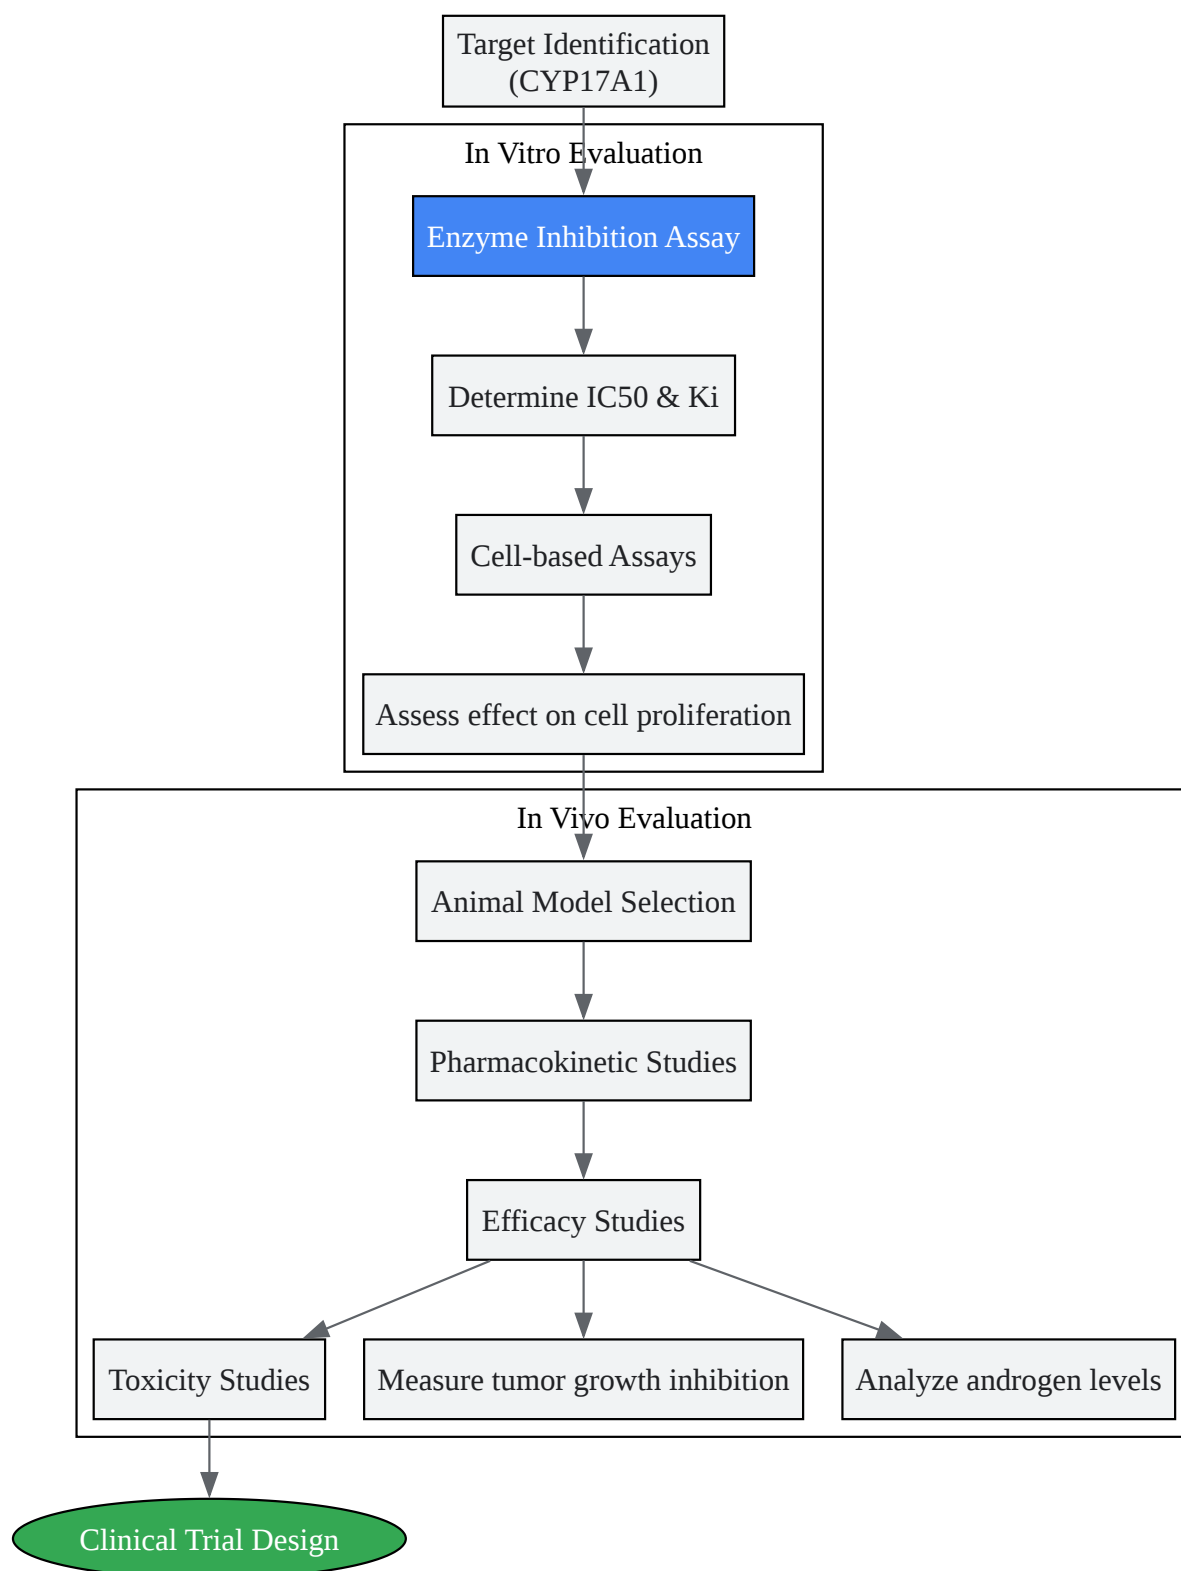 Target Identification
(CYP17A1)
In Vitro Evaluation
Enzyme Inhibition Assay
Determine IC50 & Ki
Cell-based Assays
Assess effect on cell proliferation
In Vivo Evaluation
Animal Model Selection
Pharmacokinetic Studies
Efficacy Studies
Toxicity Studies
Measure tumor growth inhibition
Analyze androgen levels
Clinical Trial Design